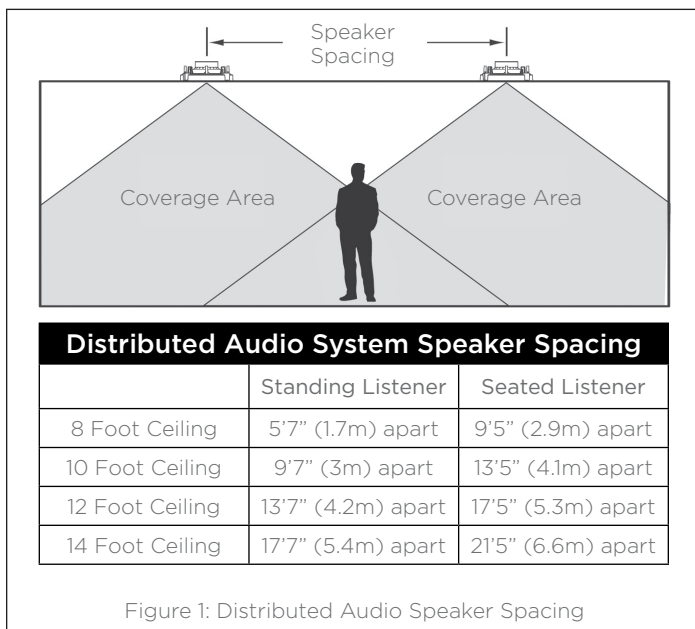 Speaker
Spacing
Coverage Area Coverage Area
Distributed Audio System Speaker Spacing
Standing Listener Seated Listener
8 Foot Ceiling 5’7” (1.7m) apart 9’5” (2.9m) apart
10 Foot Ceiling 9’7” (3m) apart 13’5” (4.1m) apart
12 Foot Ceiling 13’7” (4.2m) apart 17’5” (5.3m) apart
14 Foot Ceiling 17’7” (5.4m) apart 21’5” (6.6m) apart
Figure 1: Distributed Audio Speaker Spacing